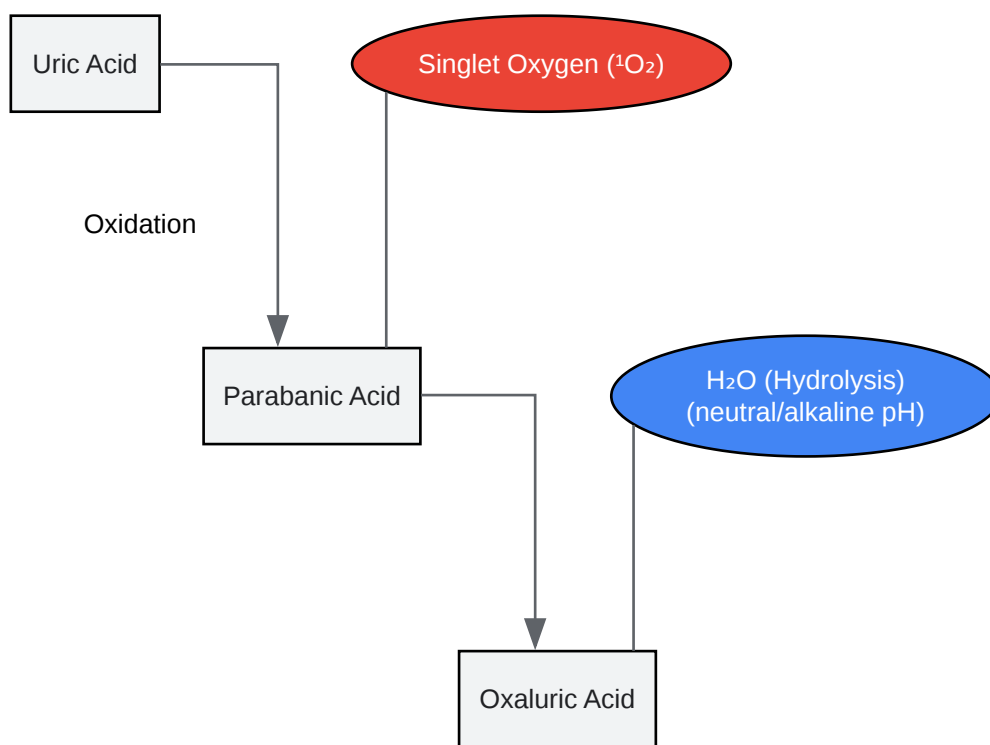 Uric Acid
Singlet Oxygen (¹O₂)
Oxidation
Parabanic Acid
H₂O (Hydrolysis)
(neutral/alkaline pH)
Oxaluric Acid